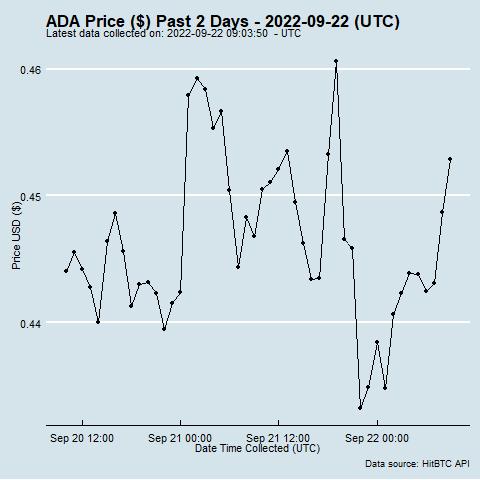 ADA Price ($) Past 2 Days - 2022-09-22 (UTC)
Latest data collected on: 2022-09-22 09:03:50 - UTC
0.46
0.45
0.44
Price USD ($)
Sep 20 12:00
Sep 21 00:00
Sep 21 12:00
Sep 22 00:00
Date Time Collected (UTC)
Data source: HitBTC API